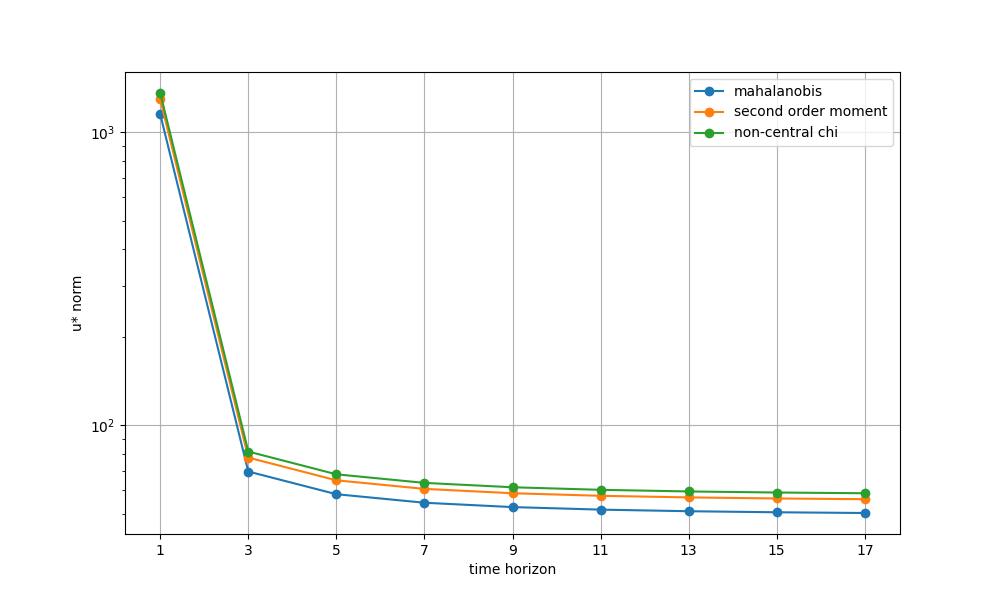 mahalanobis
second order moment
non-central chi
10³
10²
u* norm
1 3 5 7 9 11 13 15 17
time horizon